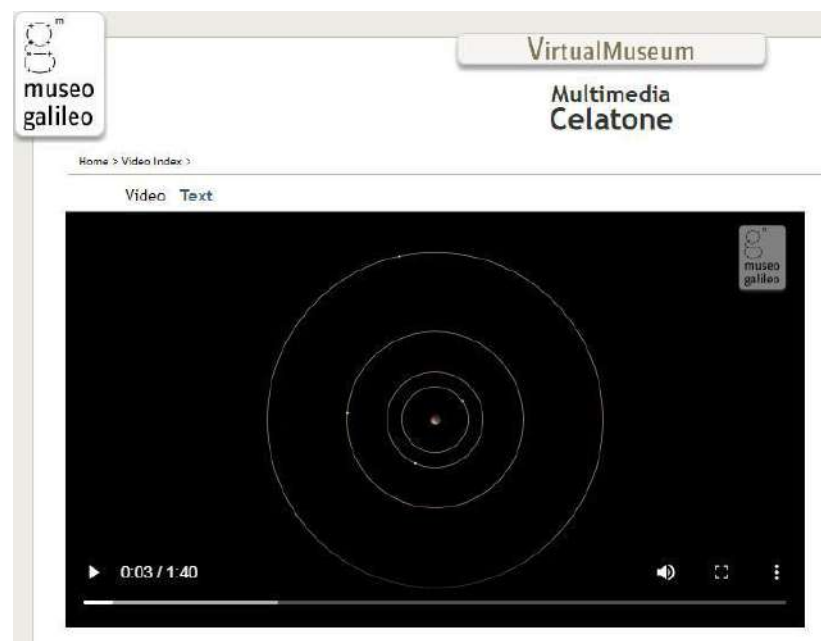 museo
galileo
VirtualMuseum
Multimedia
Celatone
Home > Video Index >
Video Text
museo
galileo
0:03 / 1:40